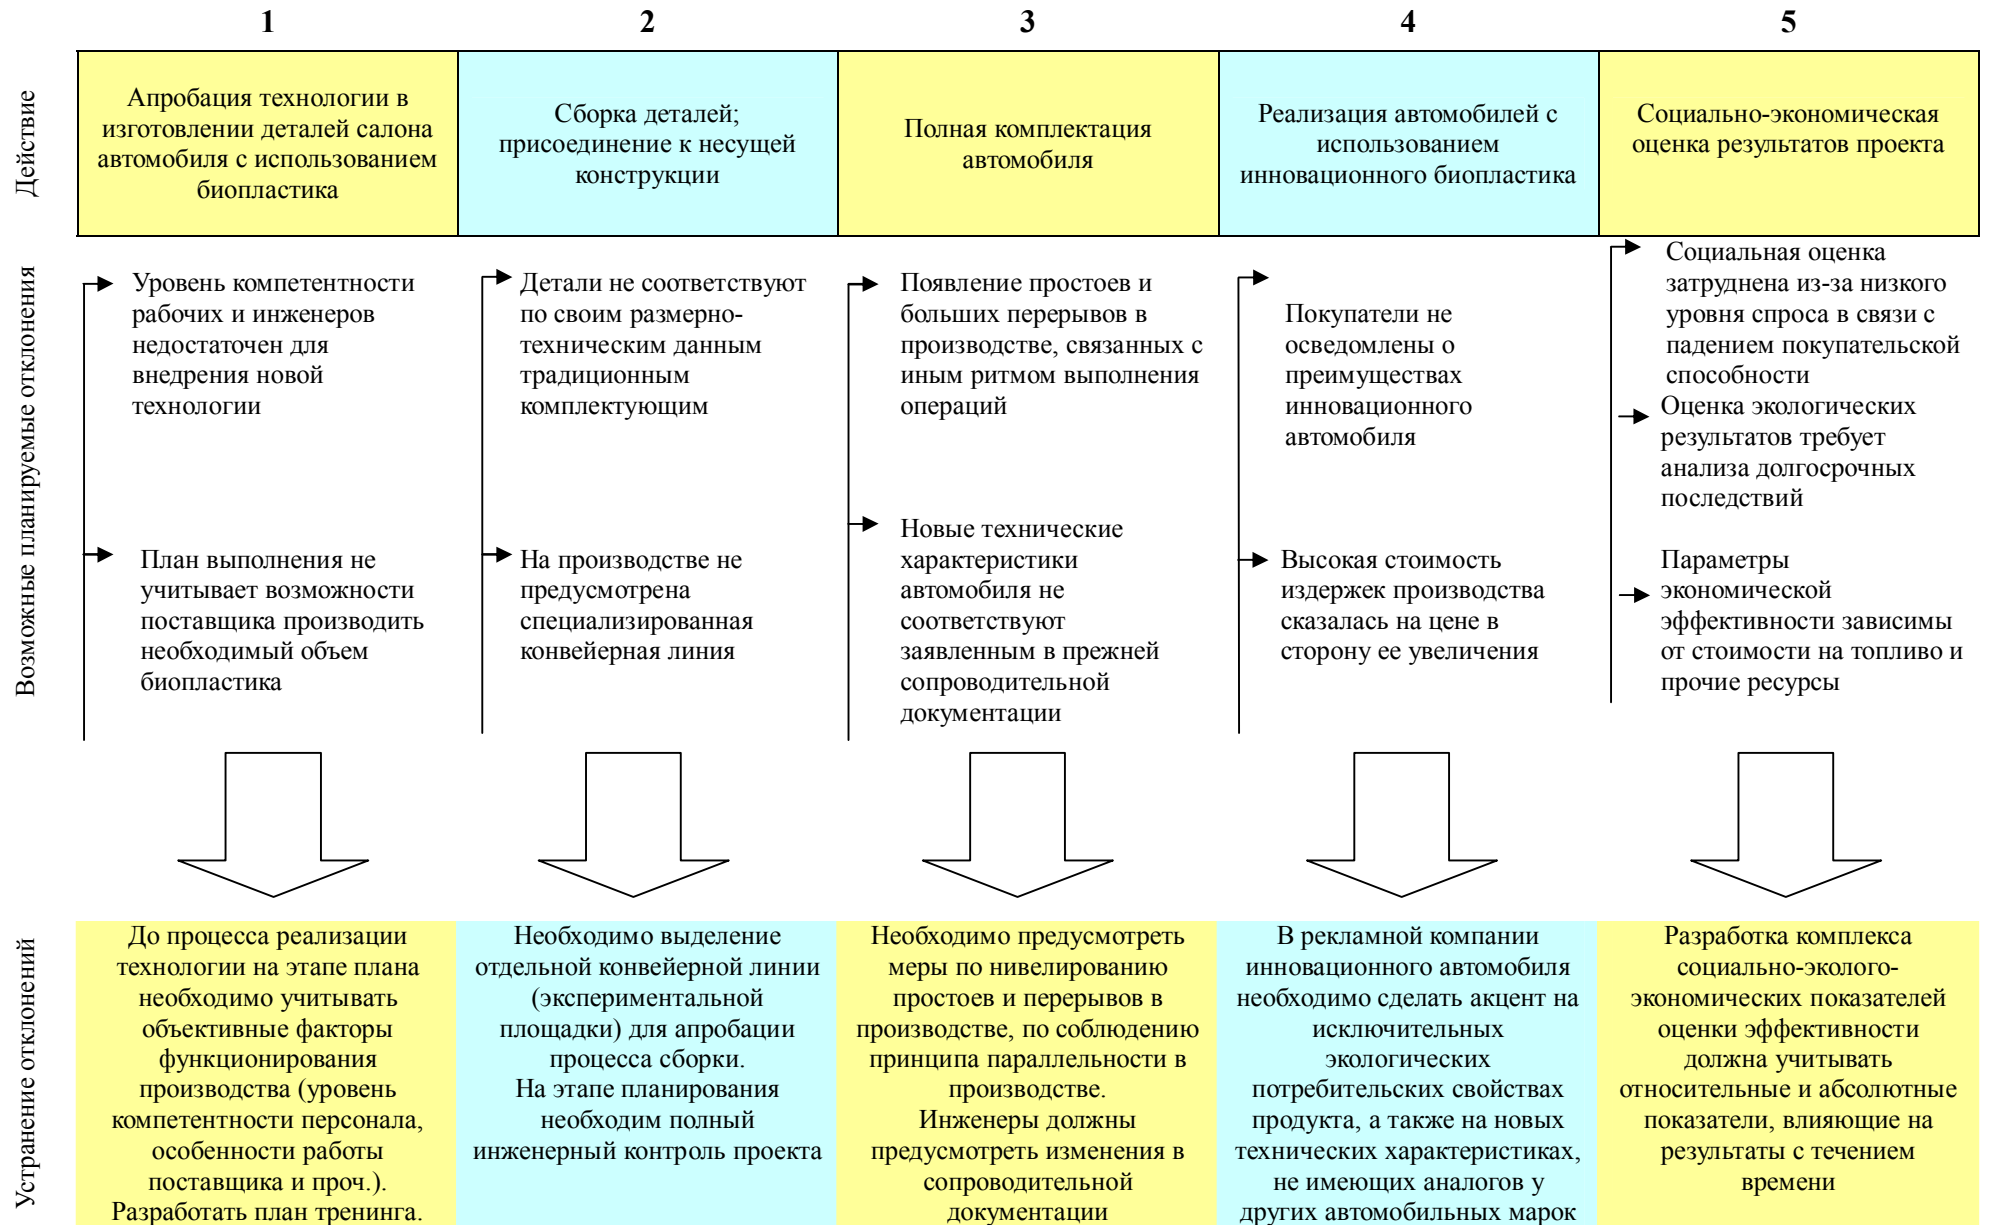 1
2
3
4
5
Действие
Апробация технологии в
изготовлении деталей салона
автомобиля с использованием
биопластика
Сборка деталей;
присоединение к несущей
конструкции
Полная комплектация
автомобиля
Реализация автомобилей с
использованием
инновационного биопластика
Социально-экономическая
оценка результатов проекта
Возможные планируемые отклонения
Уровень компетентности
рабочих и инженеров
недостаточен для
внедрения новой
технологии
План выполнения не
учитывает возможности
поставщика производить
необходимый объем
биопластика
Детали не соответствуют
по своим размерно-
техническим данным
традиционным
комплектующим
На производстве не
предусмотрена
специализированная
конвейерная линия
Появление простоев и
больших перерывов в
производстве, связанных с
иным ритмом выполнения
операций
Новые технические
характеристики
автомобиля не
соответствуют
заявленным в прежней
сопроводительной
документации
Покупатели не
осведомлены о
преимуществах
инновационного
автомобиля
Высокая стоимость
издержек производства
сказалась на цене в
сторону ее увеличения
Социальная оценка
затруднена из-за низкого
уровня спроса в связи с
падением покупательской
способности
Оценка экологических
результатов требует
анализа долгосрочных
последствий
Параметры
экономической
эффективности зависимы
от стоимости на топливо и
прочие ресурсы
Устранение отклонений
До процесса реализации
технологии на этапе плана
необходимо учитывать
объективные факторы
функционирования
производства (уровень
компетентности персонала,
особенности работы
поставщика и проч.).
Разработать план тренинга.
Необходимо выделение
отдельной конвейерной линии
(экспериментальной
площадки) для апробации
процесса сборки.
На этапе планирования
необходим полный
инженерный контроль проекта
Необходимо предусмотреть
меры по нивелированию
простоев и перерывов в
производстве, по соблюдению
принципа параллельности в
производстве.
Инженеры должны
предусмотреть изменения в
сопроводительной
документации
В рекламной компании
инновационного автомобиля
необходимо сделать акцент на
исключительных
экологических
потребительских свойствах
продукта, а также на новых
технических характеристиках,
не имеющих аналогов у
других автомобильных марок
Разработка комплекса
социально-эколого-
экономических показателей
оценки эффективности
должна учитывать
относительные и абсолютные
показатели, влияющие на
результаты с течением
времени